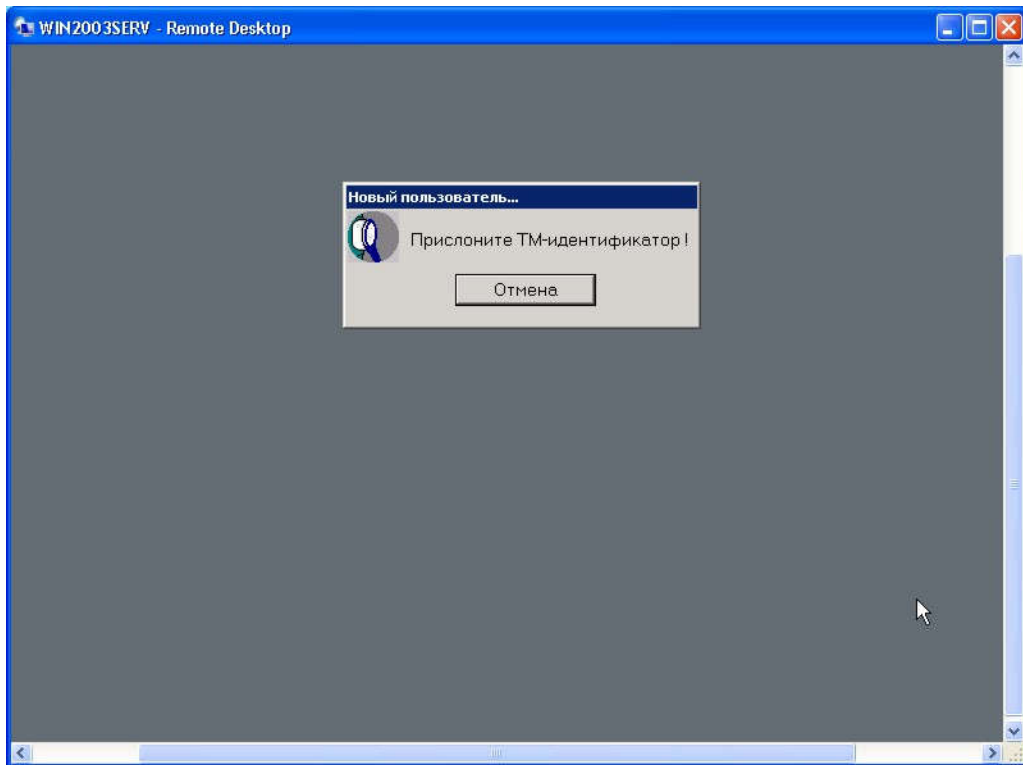 WIN2003SERV - Remote Desktop
Новый пользователь...
Прислоните ТМ-идентификатор !
Отмена